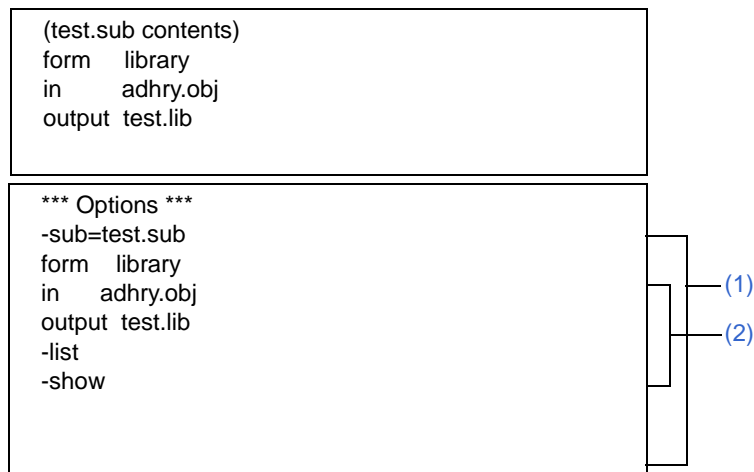 (test.sub contents)
form library
in adhry.obj
output test.lib
*** Options ***
-sub=test.sub
form library
in adhry.obj
output test.lib
-list
-show
(1)
(2)